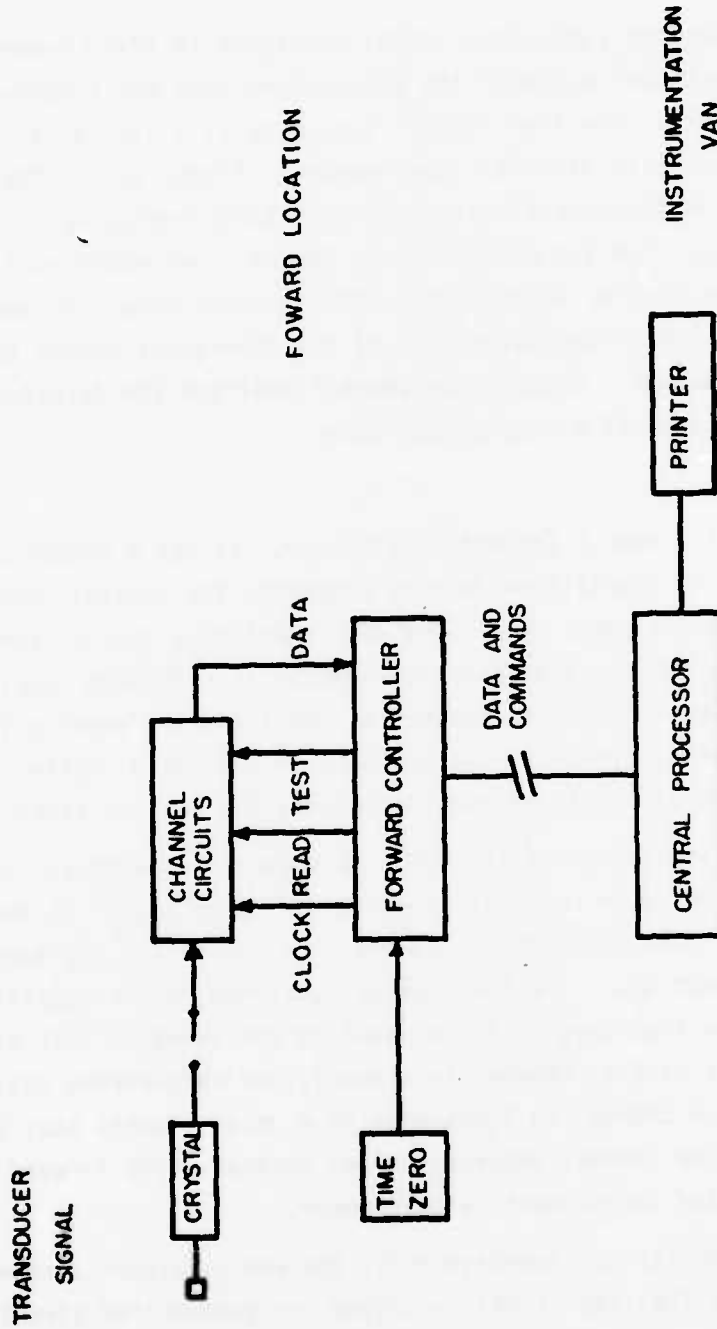 TRANSDUCER
SIGNAL
CRYSTAL
CHANNEL
CIRCUITS
CLOCK
READ
TEST
DATA
TIME
ZERO
FORWARD CONTROLLER
FOWARD LOCATION
DATA AND
COMMANDS
CENTRAL PROCESSOR
PRINTER
INSTRUMENTATION
VAN